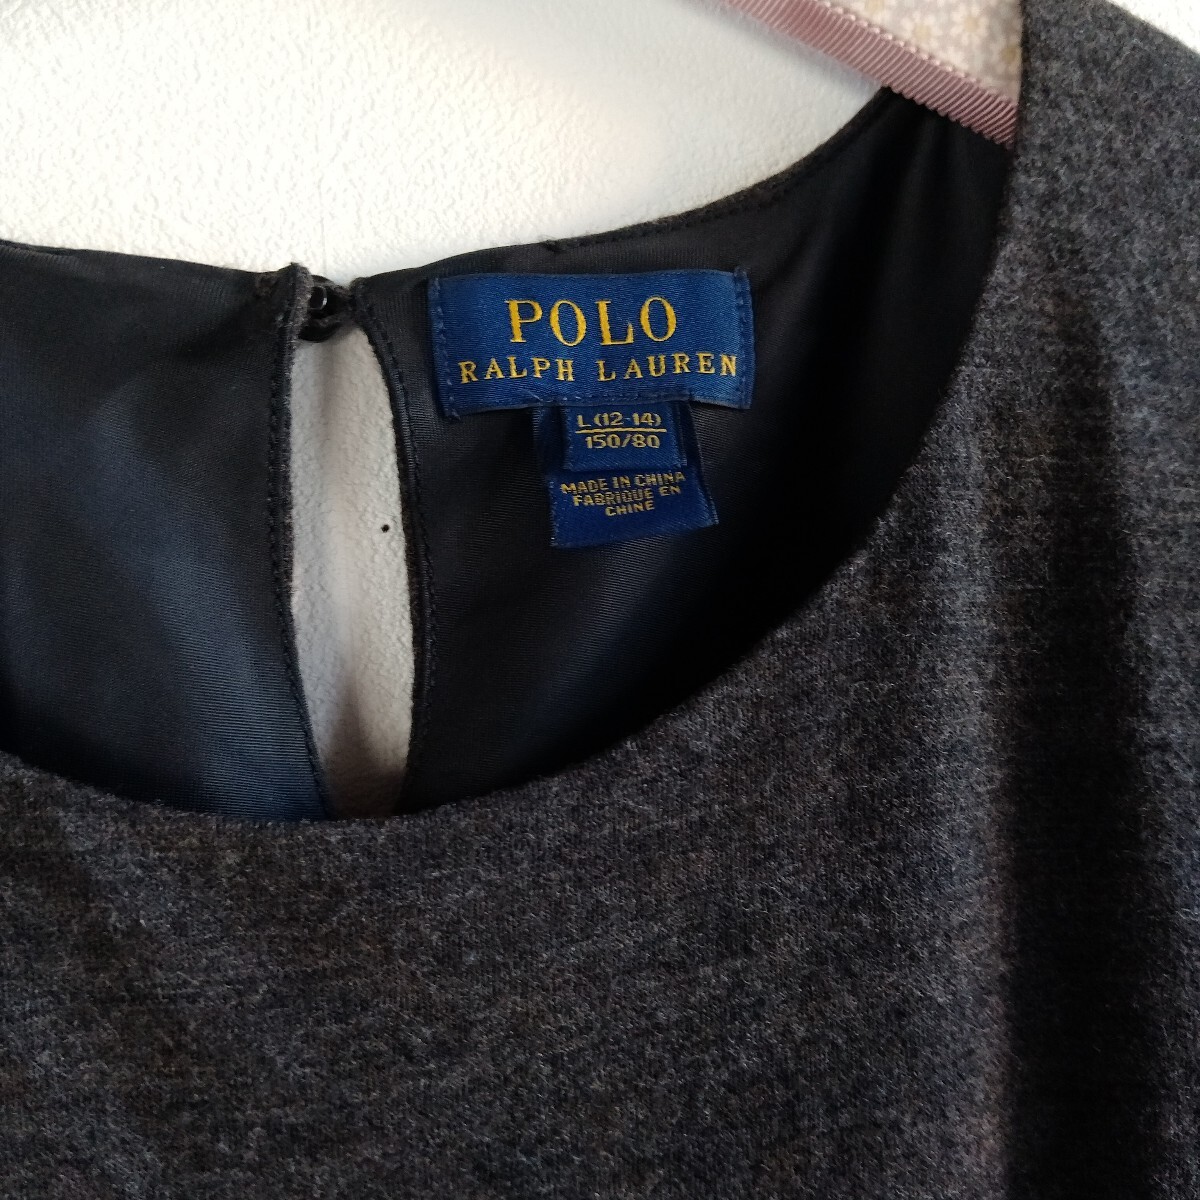 POLO
RALPH LAUREN
L (12-14)
150/80
MADE IN CHINA
FABRIQUE EN
CHINE